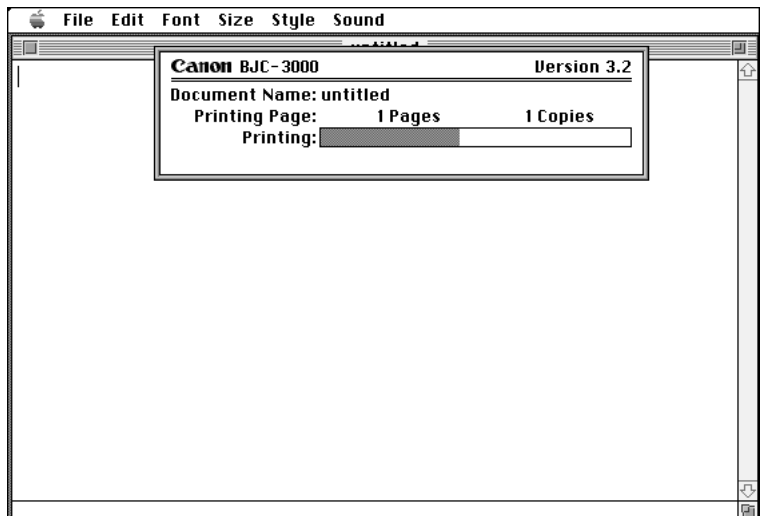 File Edit Font Size Style Sound
untitled
Canon BJC-3000 Version 3.2
Document Name: untitled
Printing Page: 1 Pages 1 Copies
Printing: